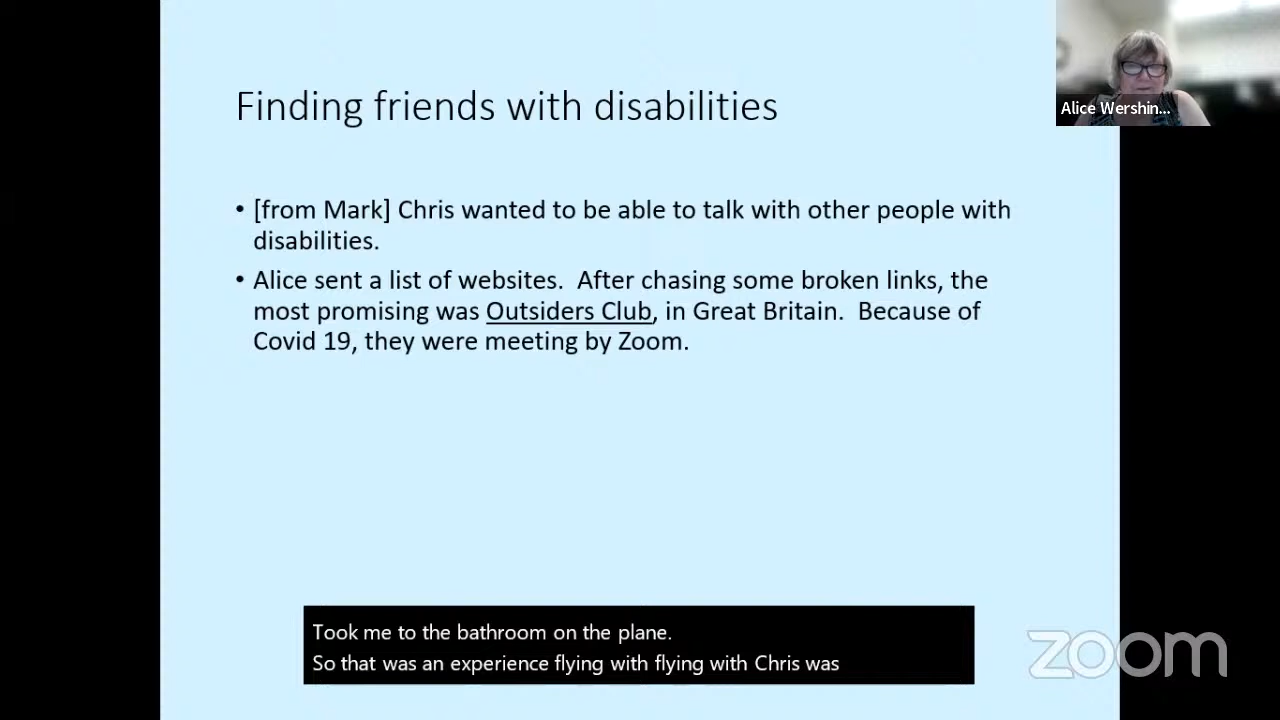 Alice Wershin...
Finding friends with disabilities
• [from Mark] Chris wanted to be able to talk with other people with
disabilities.
• Alice sent a list of websites.  After chasing some broken links, the
most promising was Outsiders Club, in Great Britain.  Because of
Covid 19, they were meeting by Zoom.
Took me to the bathroom on the plane.
So that was an experience flying with flying with Chris was
zoom